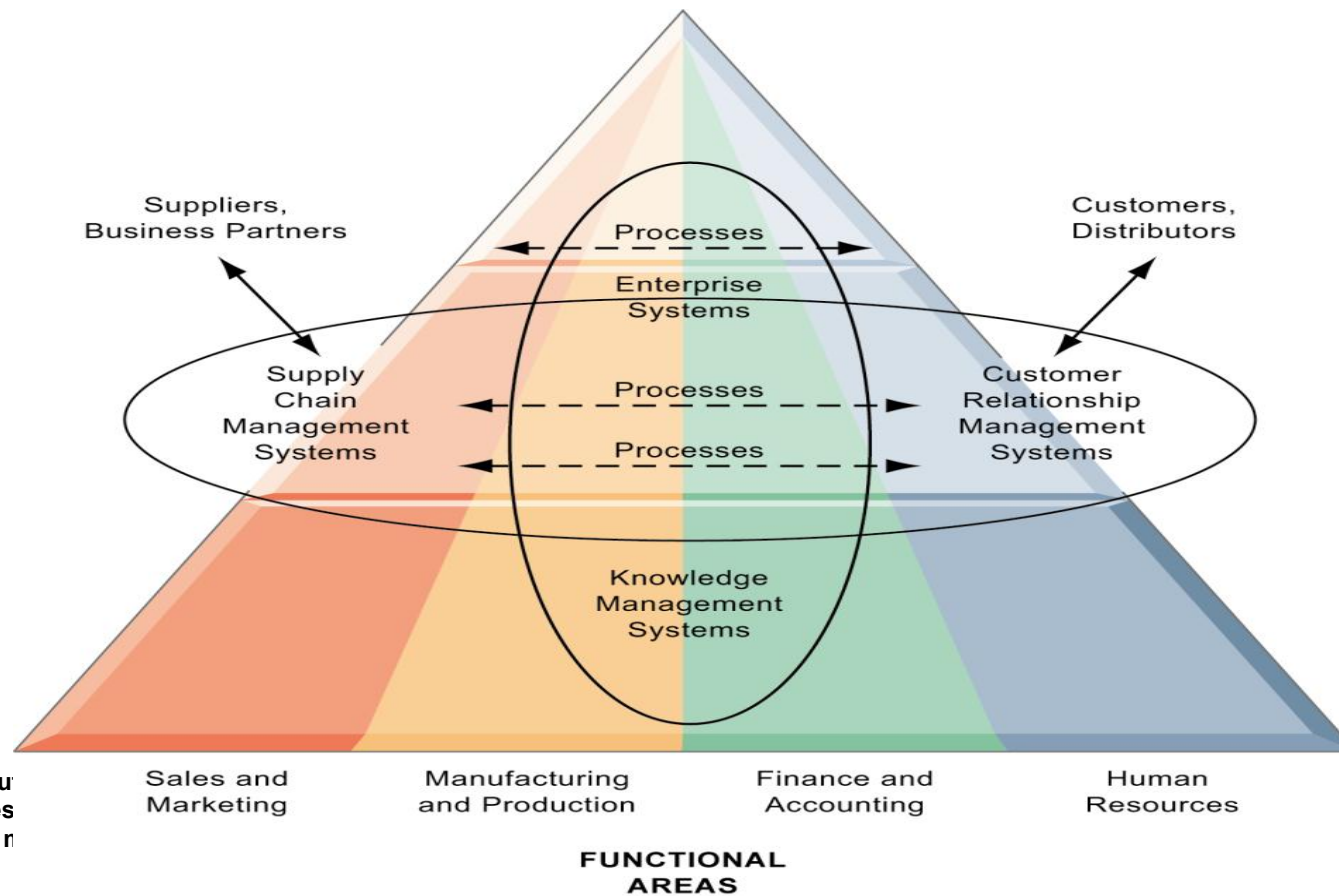 Suppliers,
Business Partners
Customers,
Distributors
Processes
Enterprise
Systems
Supply
Chain
Management
Systems
Processes
Processes
Customer
Relationship
Management
Systems
Knowledge
Management
Systems
Sales and
Marketing
Manufacturing
and Production
Finance and
Accounting
Human
Resources
FUNCTIONAL
AREAS